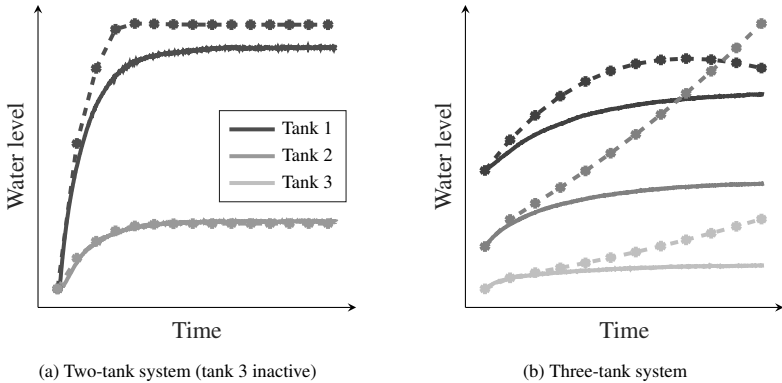 Water level
Tank 1
Tank 2
Tank 3
Time
(a) Two-tank system (tank 3 inactive)
Water level
Time
(b) Three-tank system